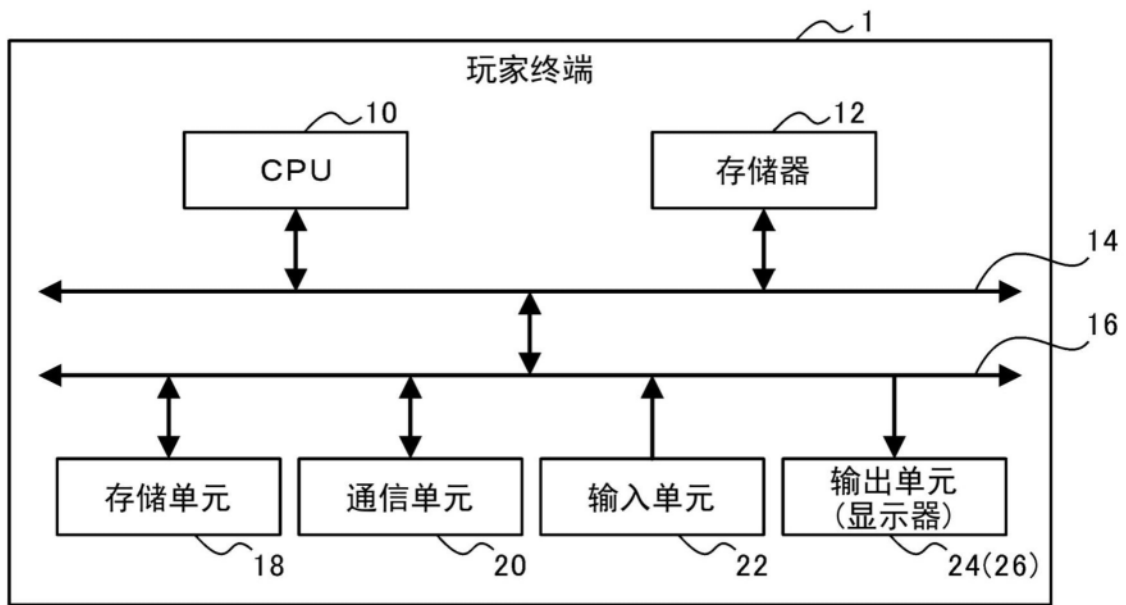 1
玩家终端
10
12
CPU
存储器
14
16
存储单元
通信单元
输入单元
输出单元
(显示器)
18
20
22
24(26)